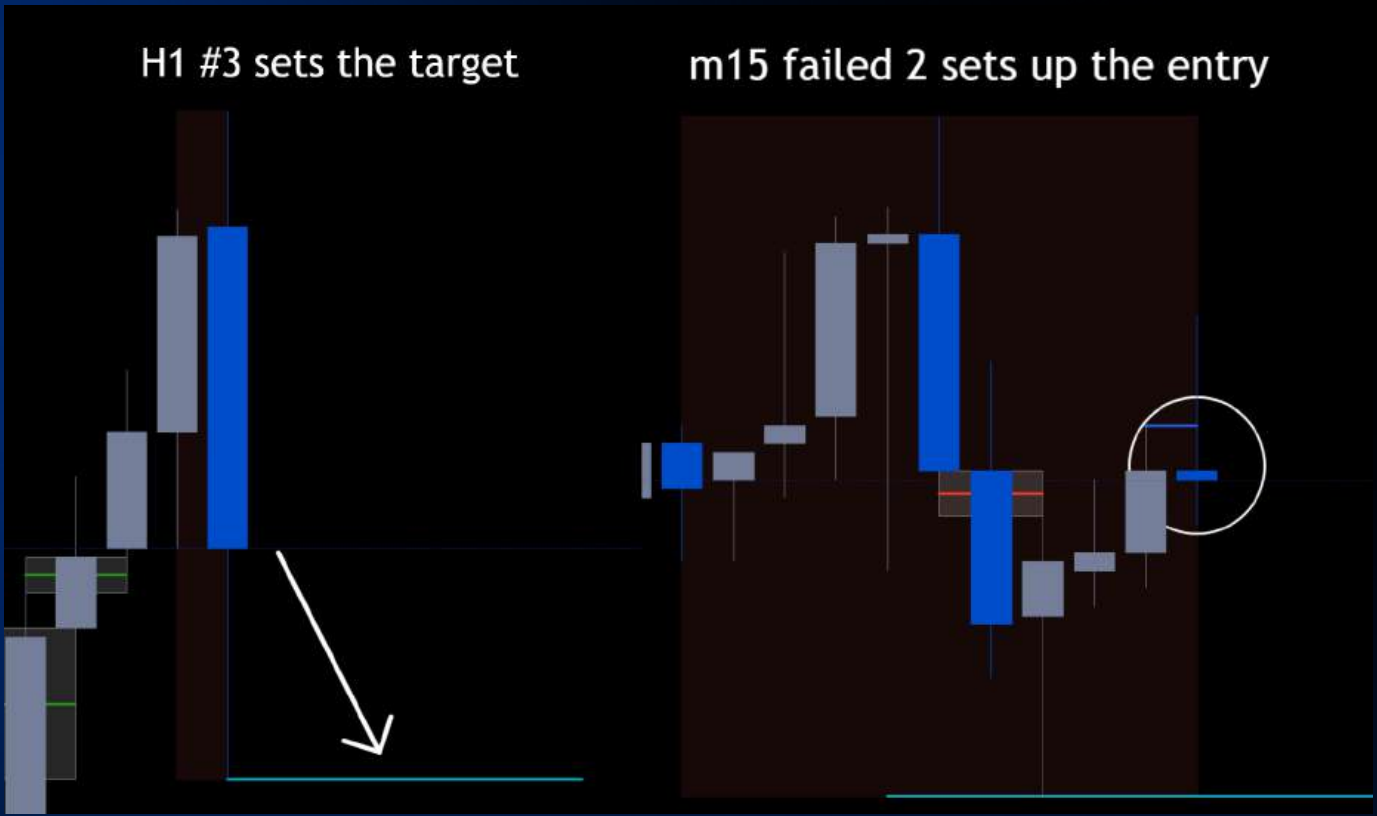 H1 #3 sets the target
m15 failed 2 sets up the entry